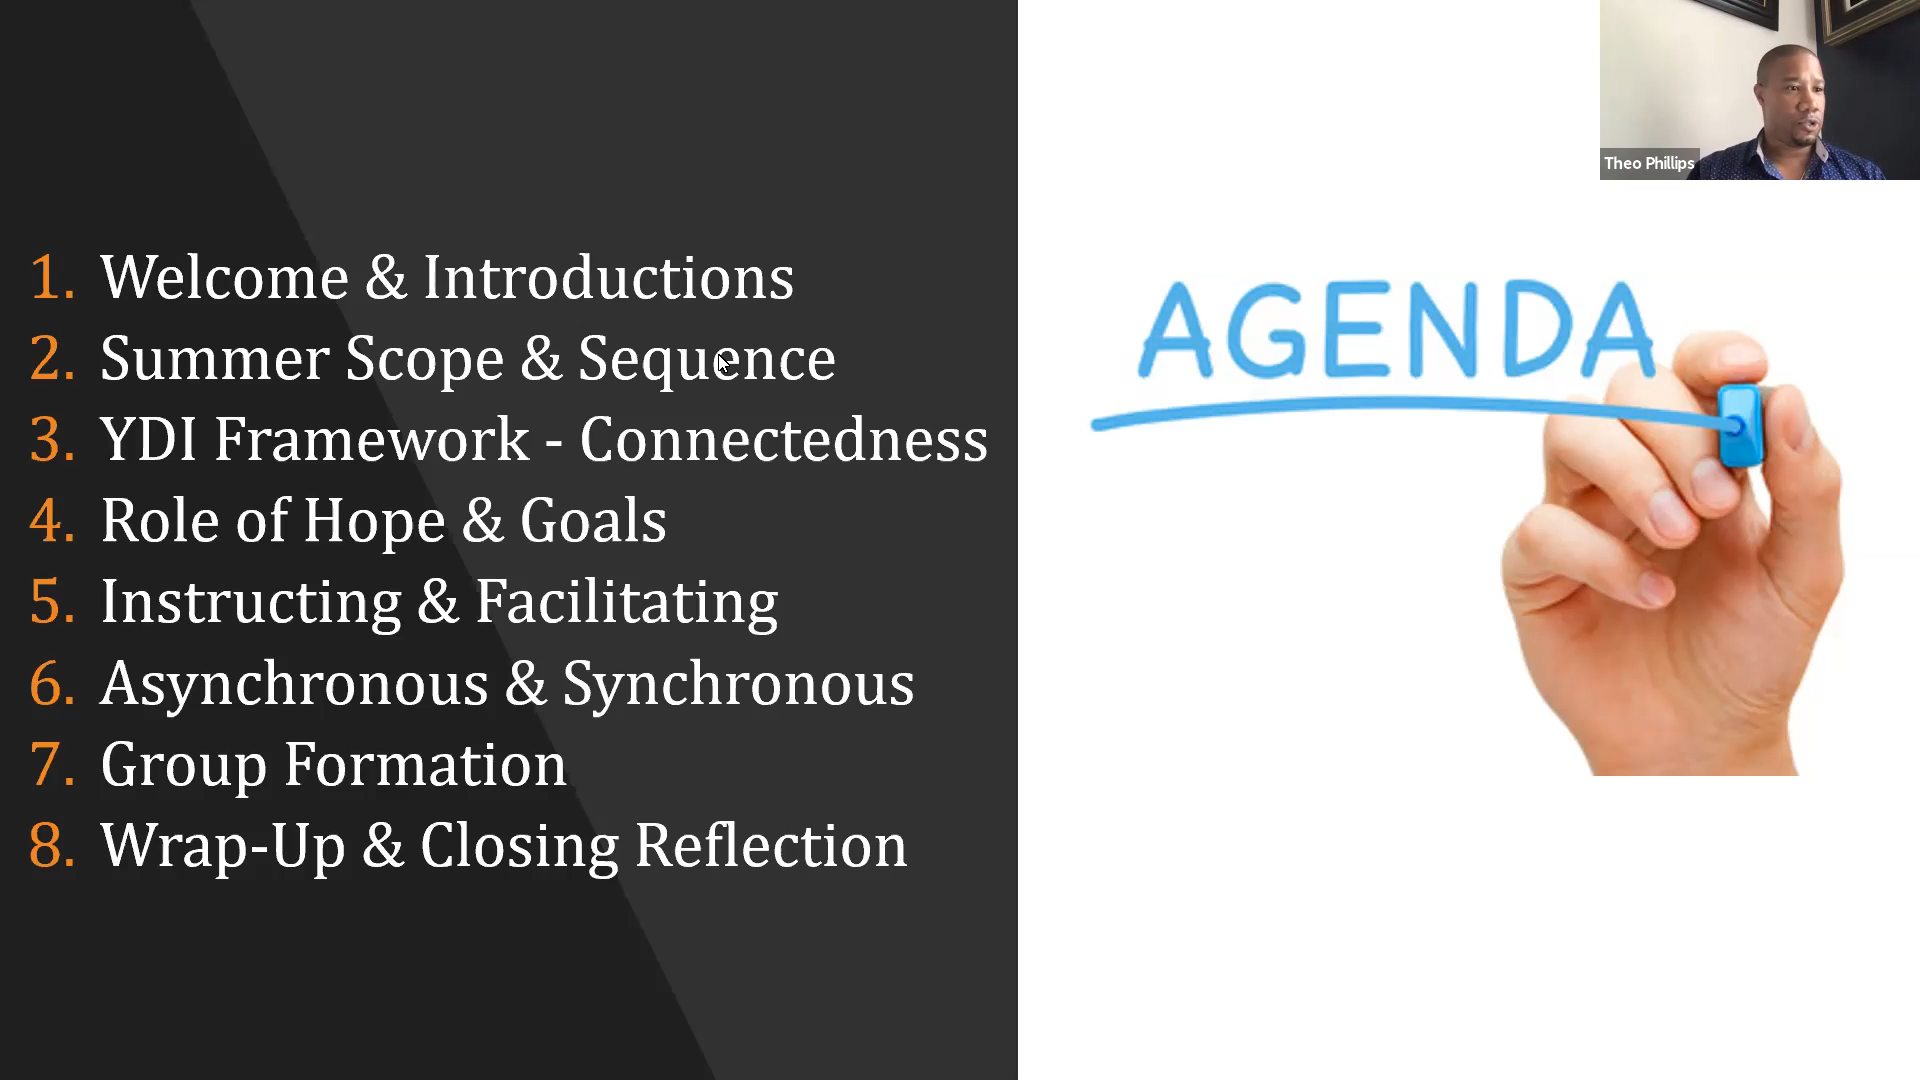 1. Welcome & Introductions
2. Summer Scope & Sequence
3. YDI Framework - Connectedness
4. Role of Hope & Goals
5. Instructing & Facilitating
6. Asynchronous & Synchronous
7. Group Formation
8. Wrap-Up & Closing Reflection
AGENDA
Theo Phillips